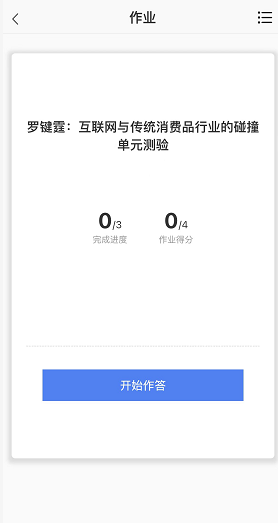 作业
罗键霆：互联网与传统消费品行业的碰撞
单元测验
0/3
0/4
完成进度
作业得分
开始作答